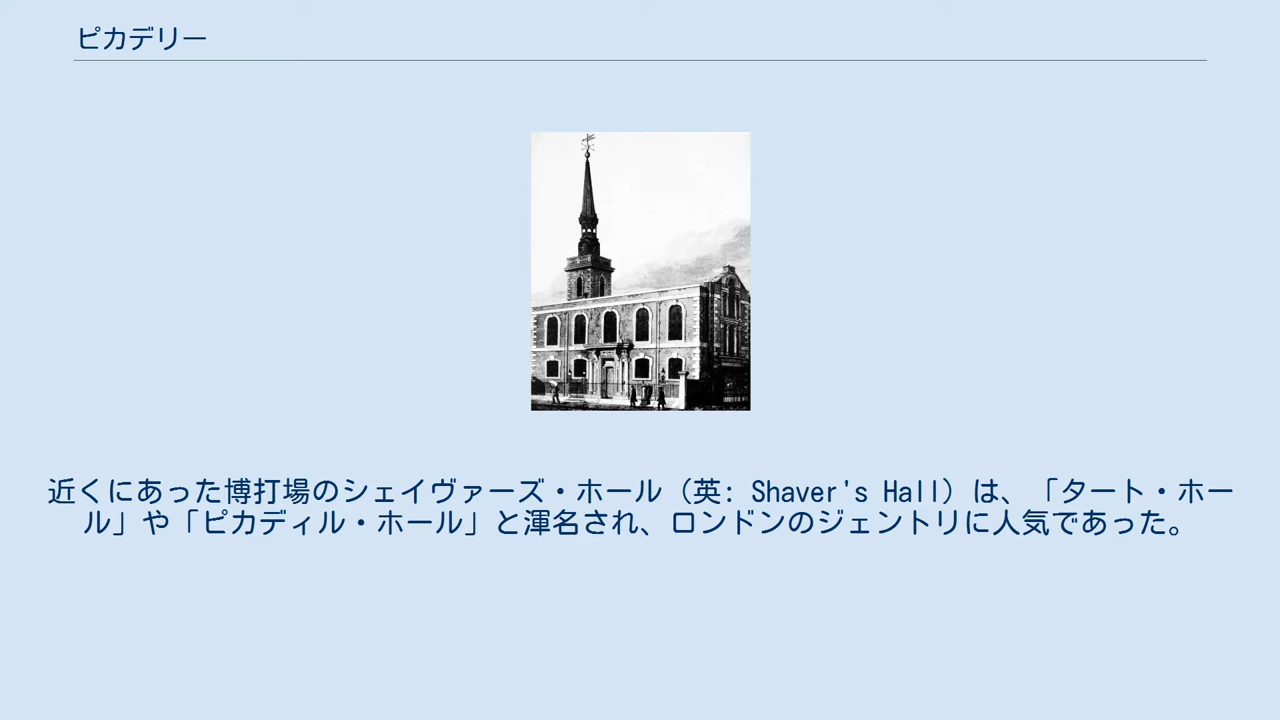 ピカデリー
近くにあった博打場のシェイヴァーズ・ホール（英: Shaver's Hall）は、「タート・ホー
ル」や「ピカディル・ホール」と渾名され、ロンドンのジェントリに人気であった。